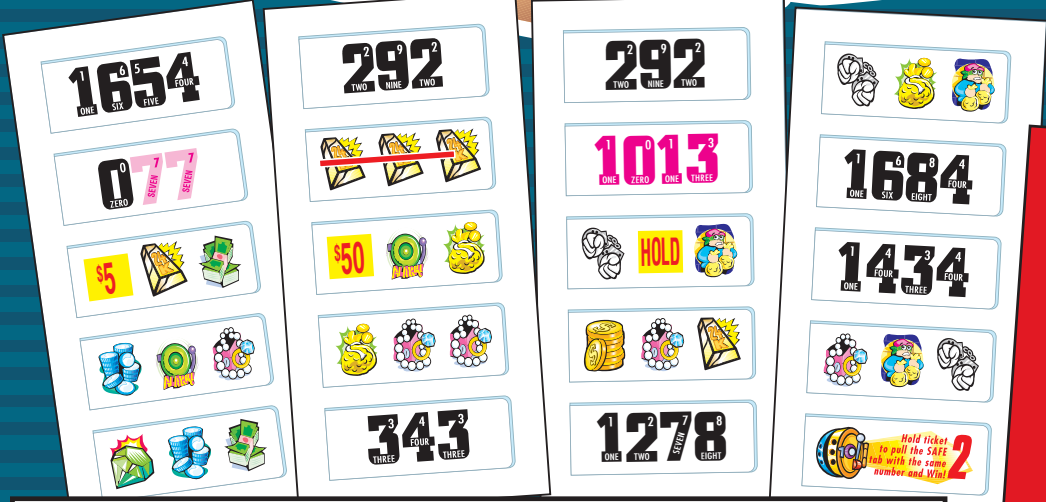 1654
1 6 5 4
ONE SIX FIVE FOUR
077
0 7 7
ZERO SEVEN SEVEN
$5
292
2 9 2
TWO NINE TWO
$50
343
3 4 3
THREE FOUR THREE
292
2 9 2
TWO NINE TWO
1013
1 0 1 3
ONE ZERO ONE THREE
HOLD
1278
1 2 7 8
ONE TWO SEVEN EIGHT
1684
1 6 8 4
ONE SIX EIGHT FOUR
1434
1 4 3 4
ONE FOUR THREE FOUR
Hold ticket
to pull the SAFE
tab with the same
number and Win!
2